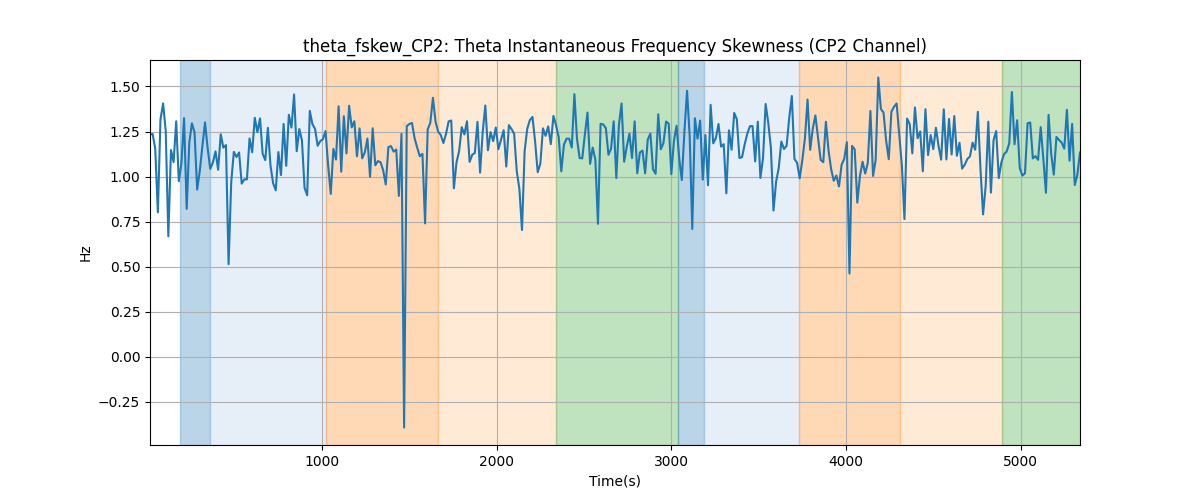 theta_fskew_CP2: Theta Instantaneous Frequency Skewness (CP2 Channel)
1.50
1.25
1.00
0.75
0.50
0.25
0.00
−0.25
Hz
1000 2000 3000 4000 5000
Time(s)